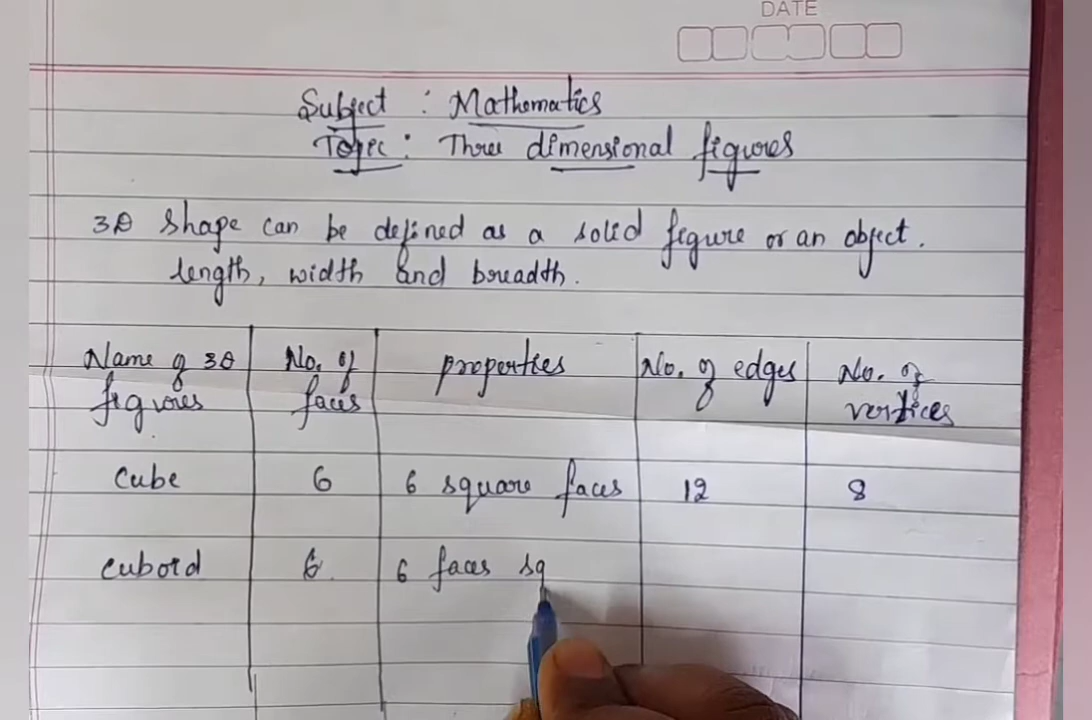 DATE
Subject : Mathematics
Topic : Three dimensional figures
3D shape can be defined as a solid figure or an object.
length, width and breadth.
Name of 3D figures | No. of faces | properties | No. of edges | No. of vertices
cube | 6 | 6 square faces | 12 | 8
cuboid | 6 | 6 faces sq